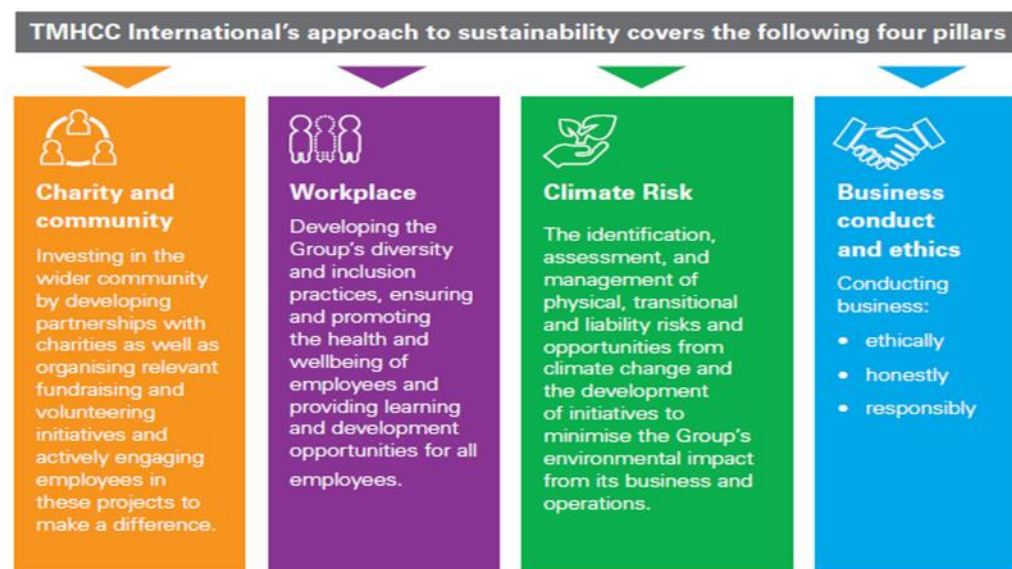 TMHCC International's approach to sustainability covers the following four pillars
Charity and
community
Investing in the
wider community
by developing
partnerships with
charities as well as
organising relevant
fundraising and
volunteering
initiatives and
actively engaging
employees in
these projects to
make a difference.
Workplace
Developing the
Group's diversity
and inclusion
practices, ensuring
and promoting
the health and
wellbeing of
employees and
providing learning
and development
opportunities for all
employees.
Climate Risk
The identification,
assessment, and
management of
physical, transitional
and liability risks and
opportunities from
climate change and
the development
of initiatives to
minimise the Group's
environmental impact
from its business and
operations.
Business
conduct
and ethics
Conducting
business:
• ethically
• honestly
• responsibly